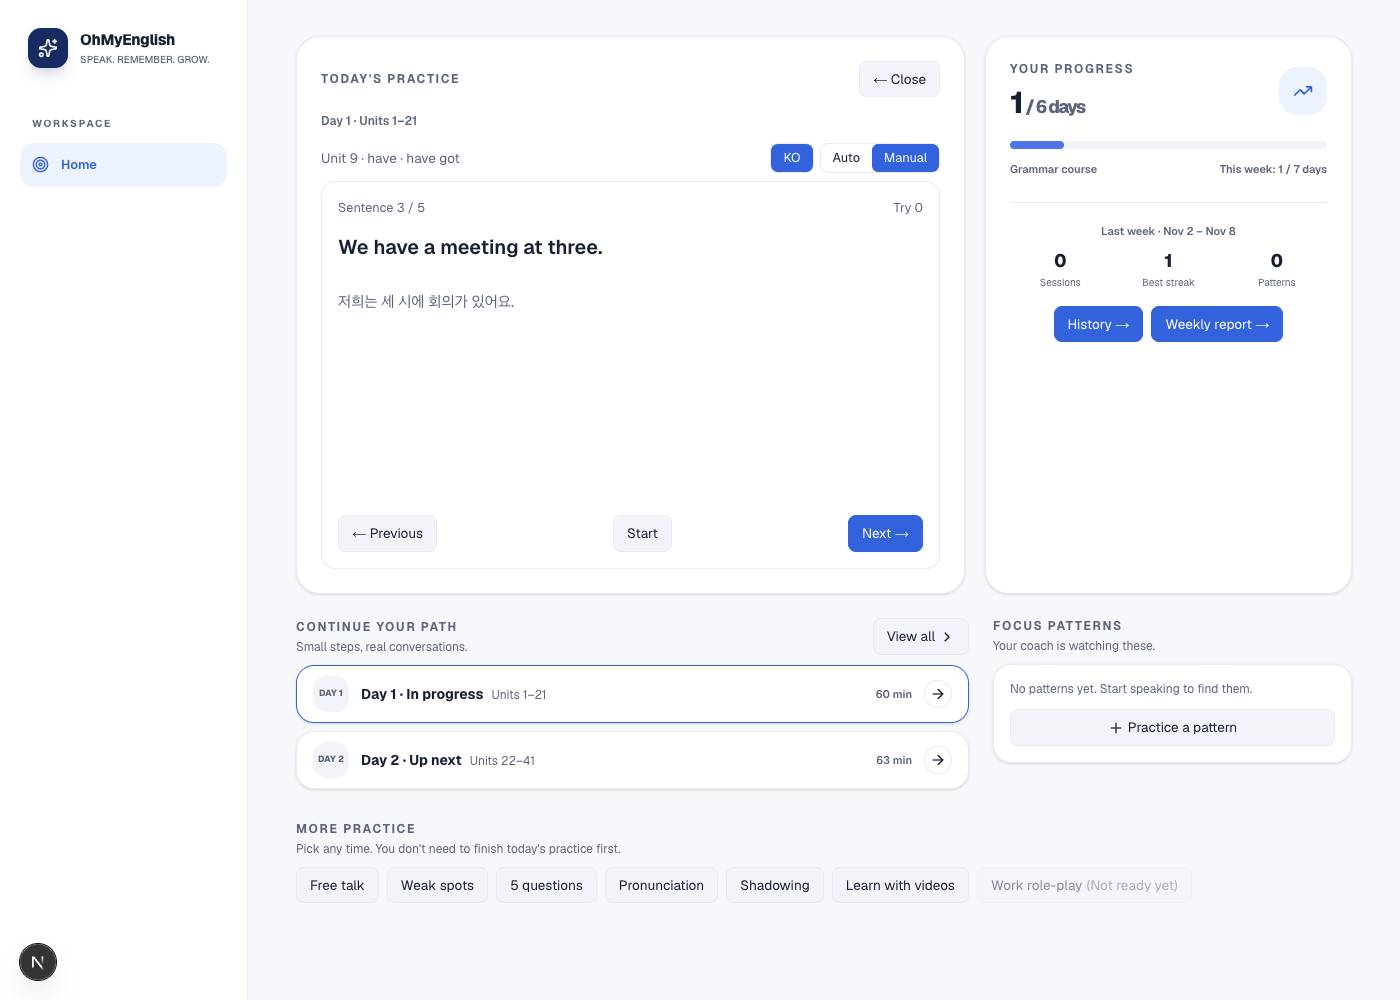 OhMyEnglish
SPEAK. REMEMBER. GROW.
WORKSPACE
Home
TODAY'S PRACTICE
← Close
Day 1 · Units 1–21
Unit 9 · have · have got
KO
Auto
Manual
Sentence 3 / 5
Try 0
We have a meeting at three.
저희는 세 시에 회의가 있어요.
← Previous
Start
Next →
YOUR PROGRESS
1 / 6 days
Grammar course
This week: 1 / 7 days
Last week · Nov 2 – Nov 8
0
1
0
Sessions
Best streak
Patterns
History →
Weekly report →
CONTINUE YOUR PATH
Small steps, real conversations.
View all
DAY 1
Day 1 · In progress Units 1–21
60 min
DAY 2
Day 2 · Up next Units 22–41
63 min
FOCUS PATTERNS
Your coach is watching these.
No patterns yet. Start speaking to find them.
+ Practice a pattern
MORE PRACTICE
Pick any time. You don't need to finish today's practice first.
Free talk
Weak spots
5 questions
Pronunciation
Shadowing
Learn with videos
Work role-play (Not ready yet)
N